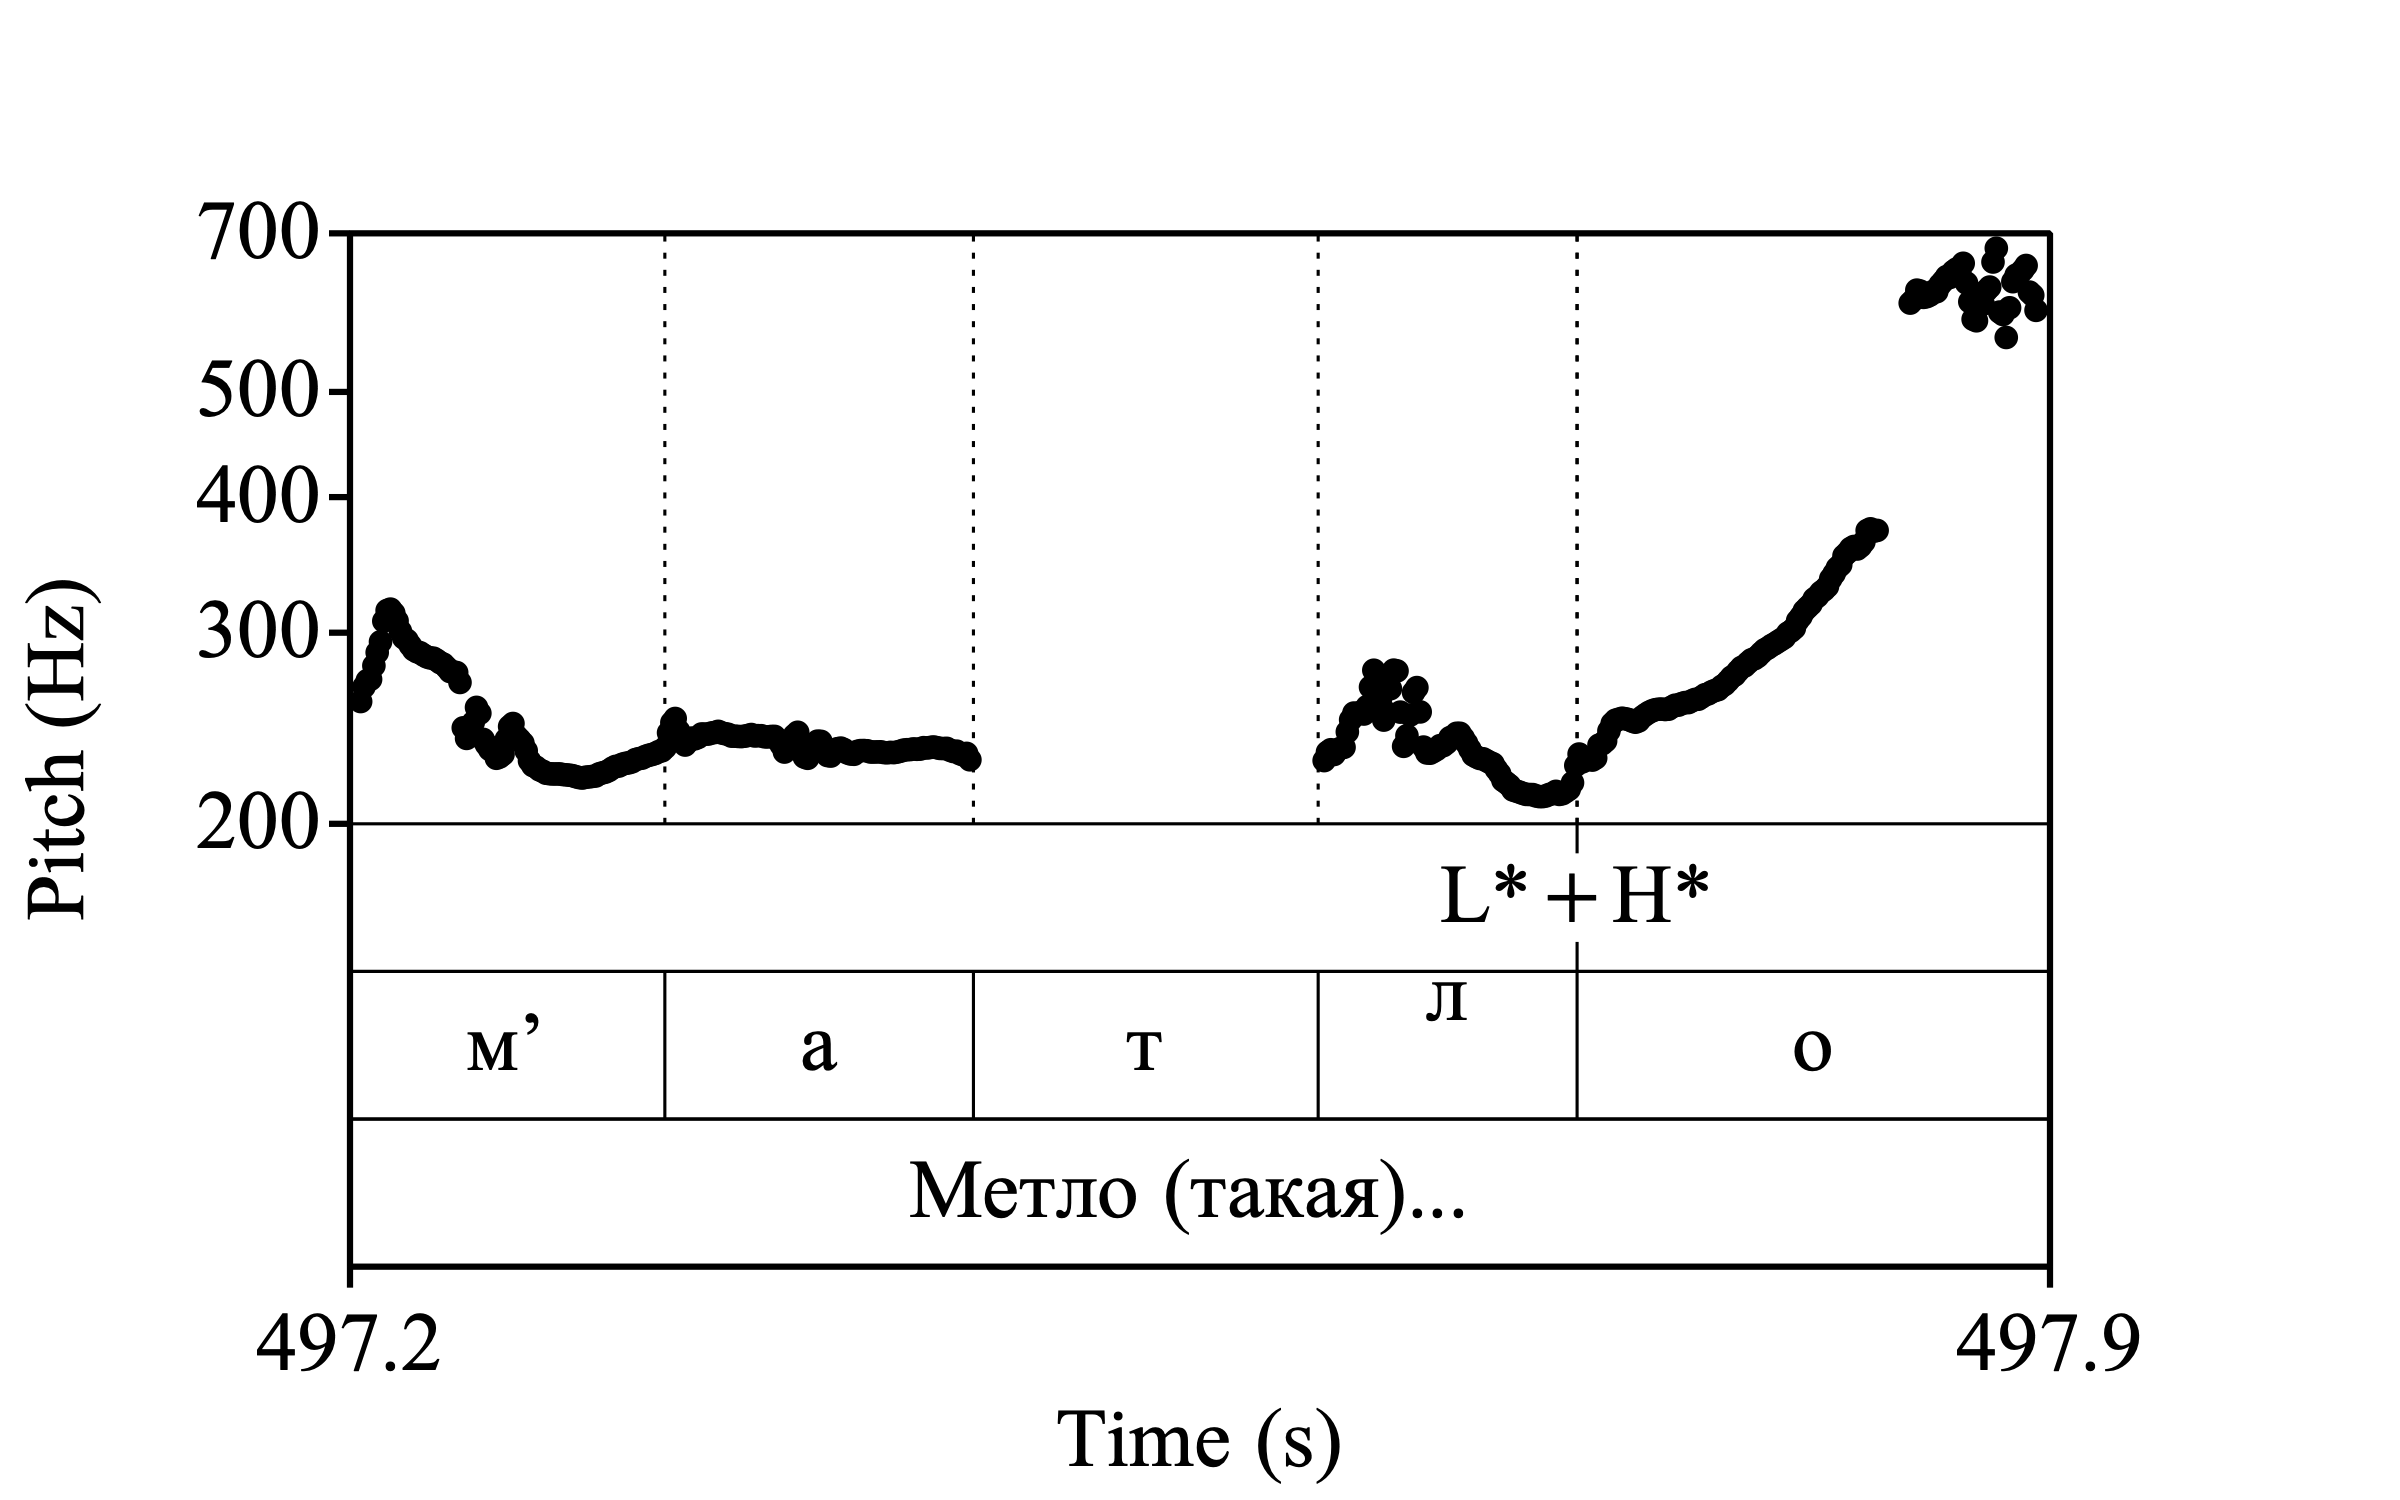 700
500
400
300
200
Pitch (Hz)
L*+H*
м’ а т л о
Метло (такая)...
497.2 497.9
Time (s)